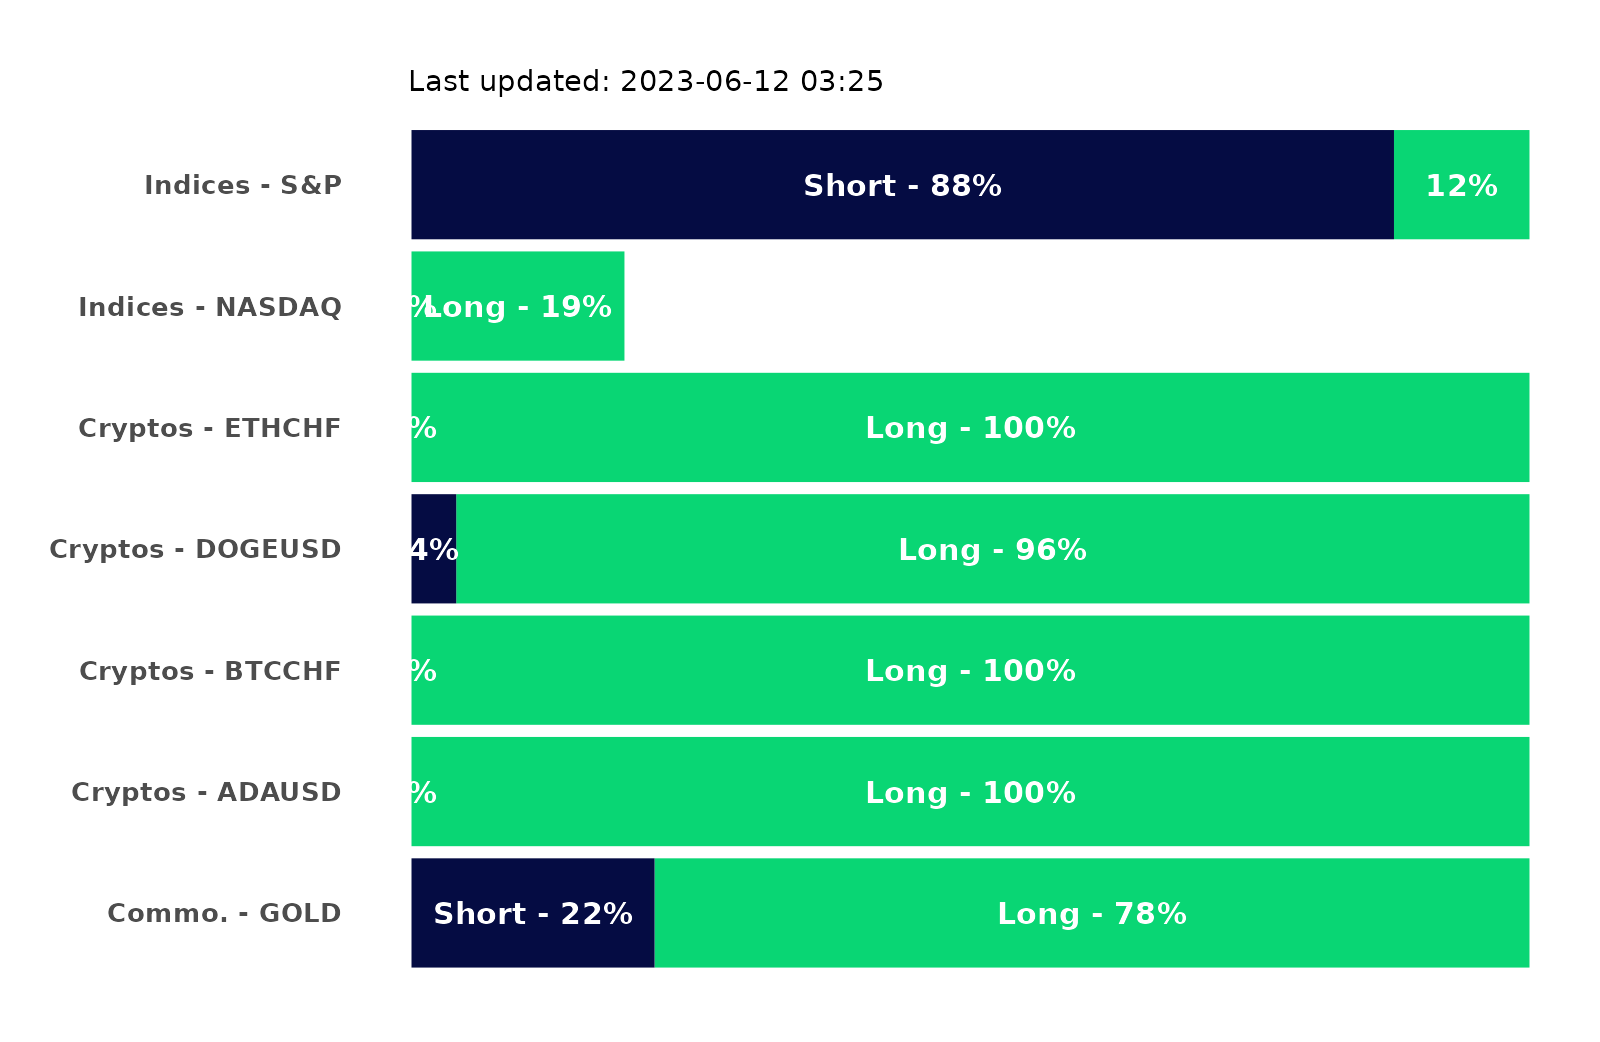 Last updated: 2023-06-12 03:25
Indices - S&P Short - 88% 12%
Indices - NASDAQ % Long - 19%
Cryptos - ETHCHF % Long - 100%
Cryptos - DOGEUSD 4% Long - 96%
Cryptos - BTCCHF % Long - 100%
Cryptos - ADAUSD % Long - 100%
Commo. - GOLD Short - 22% Long - 78%